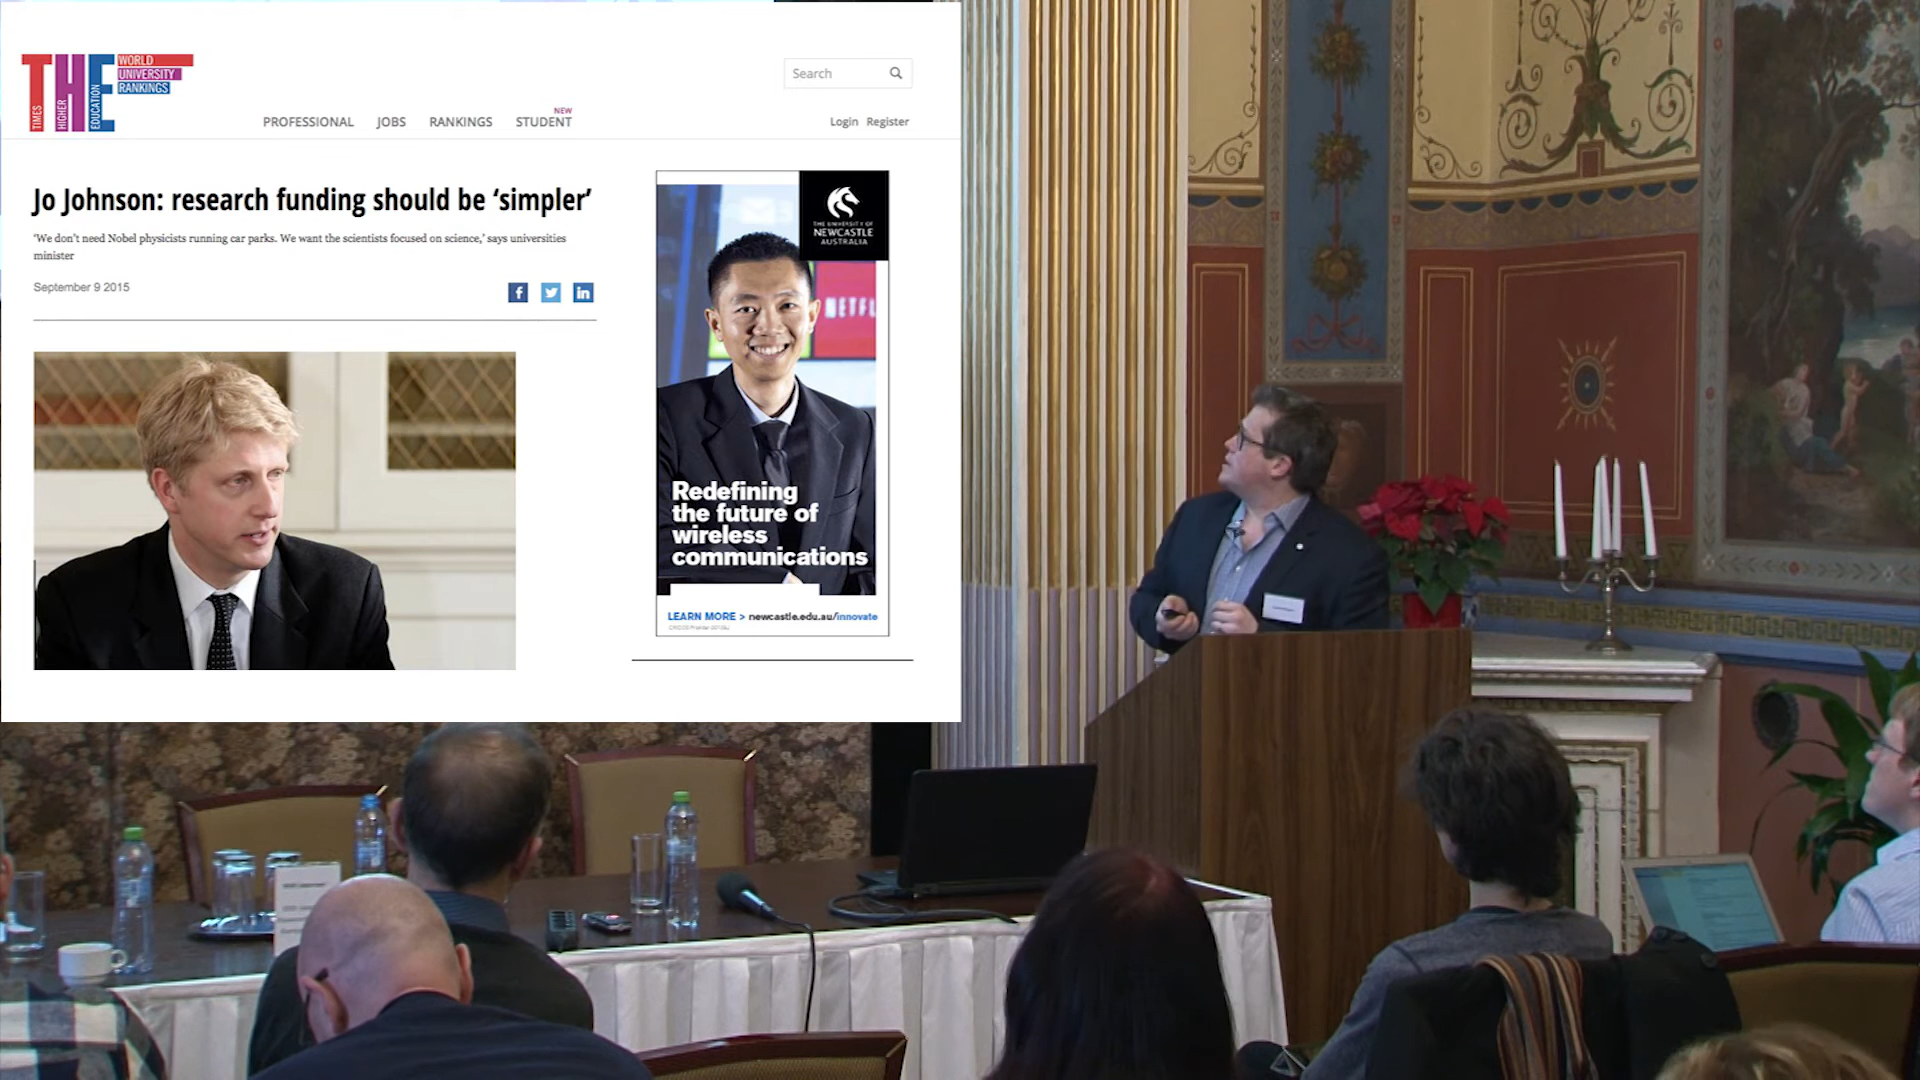 THE
TIMES
HIGHER
EDUCATION
WORLD
UNIVERSITY
RANKINGS
Search
PROFESSIONAL JOBS RANKINGS NEW STUDENT
Login Register
Jo Johnson: research funding should be ‘simpler’
‘We don’t need Nobel physicists running car parks. We want the scientists focused on science,’ says universities
minister
September 9 2015
f in
THE UNIVERSITY OF
NEWCASTLE
AUSTRALIA
NETFL
Redefining
the future of
wireless
communications
LEARN MORE > newcastle.edu.au/innovate